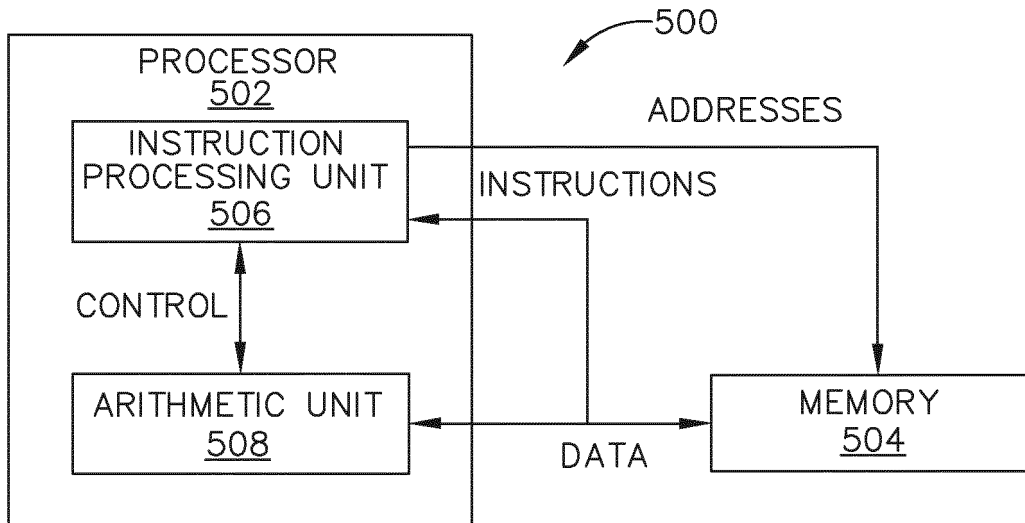 500
PROCESSOR
502
ADDRESSES
INSTRUCTION
PROCESSING UNIT
506
INSTRUCTIONS
CONTROL
ARITHMETIC UNIT
508
DATA
MEMORY
504